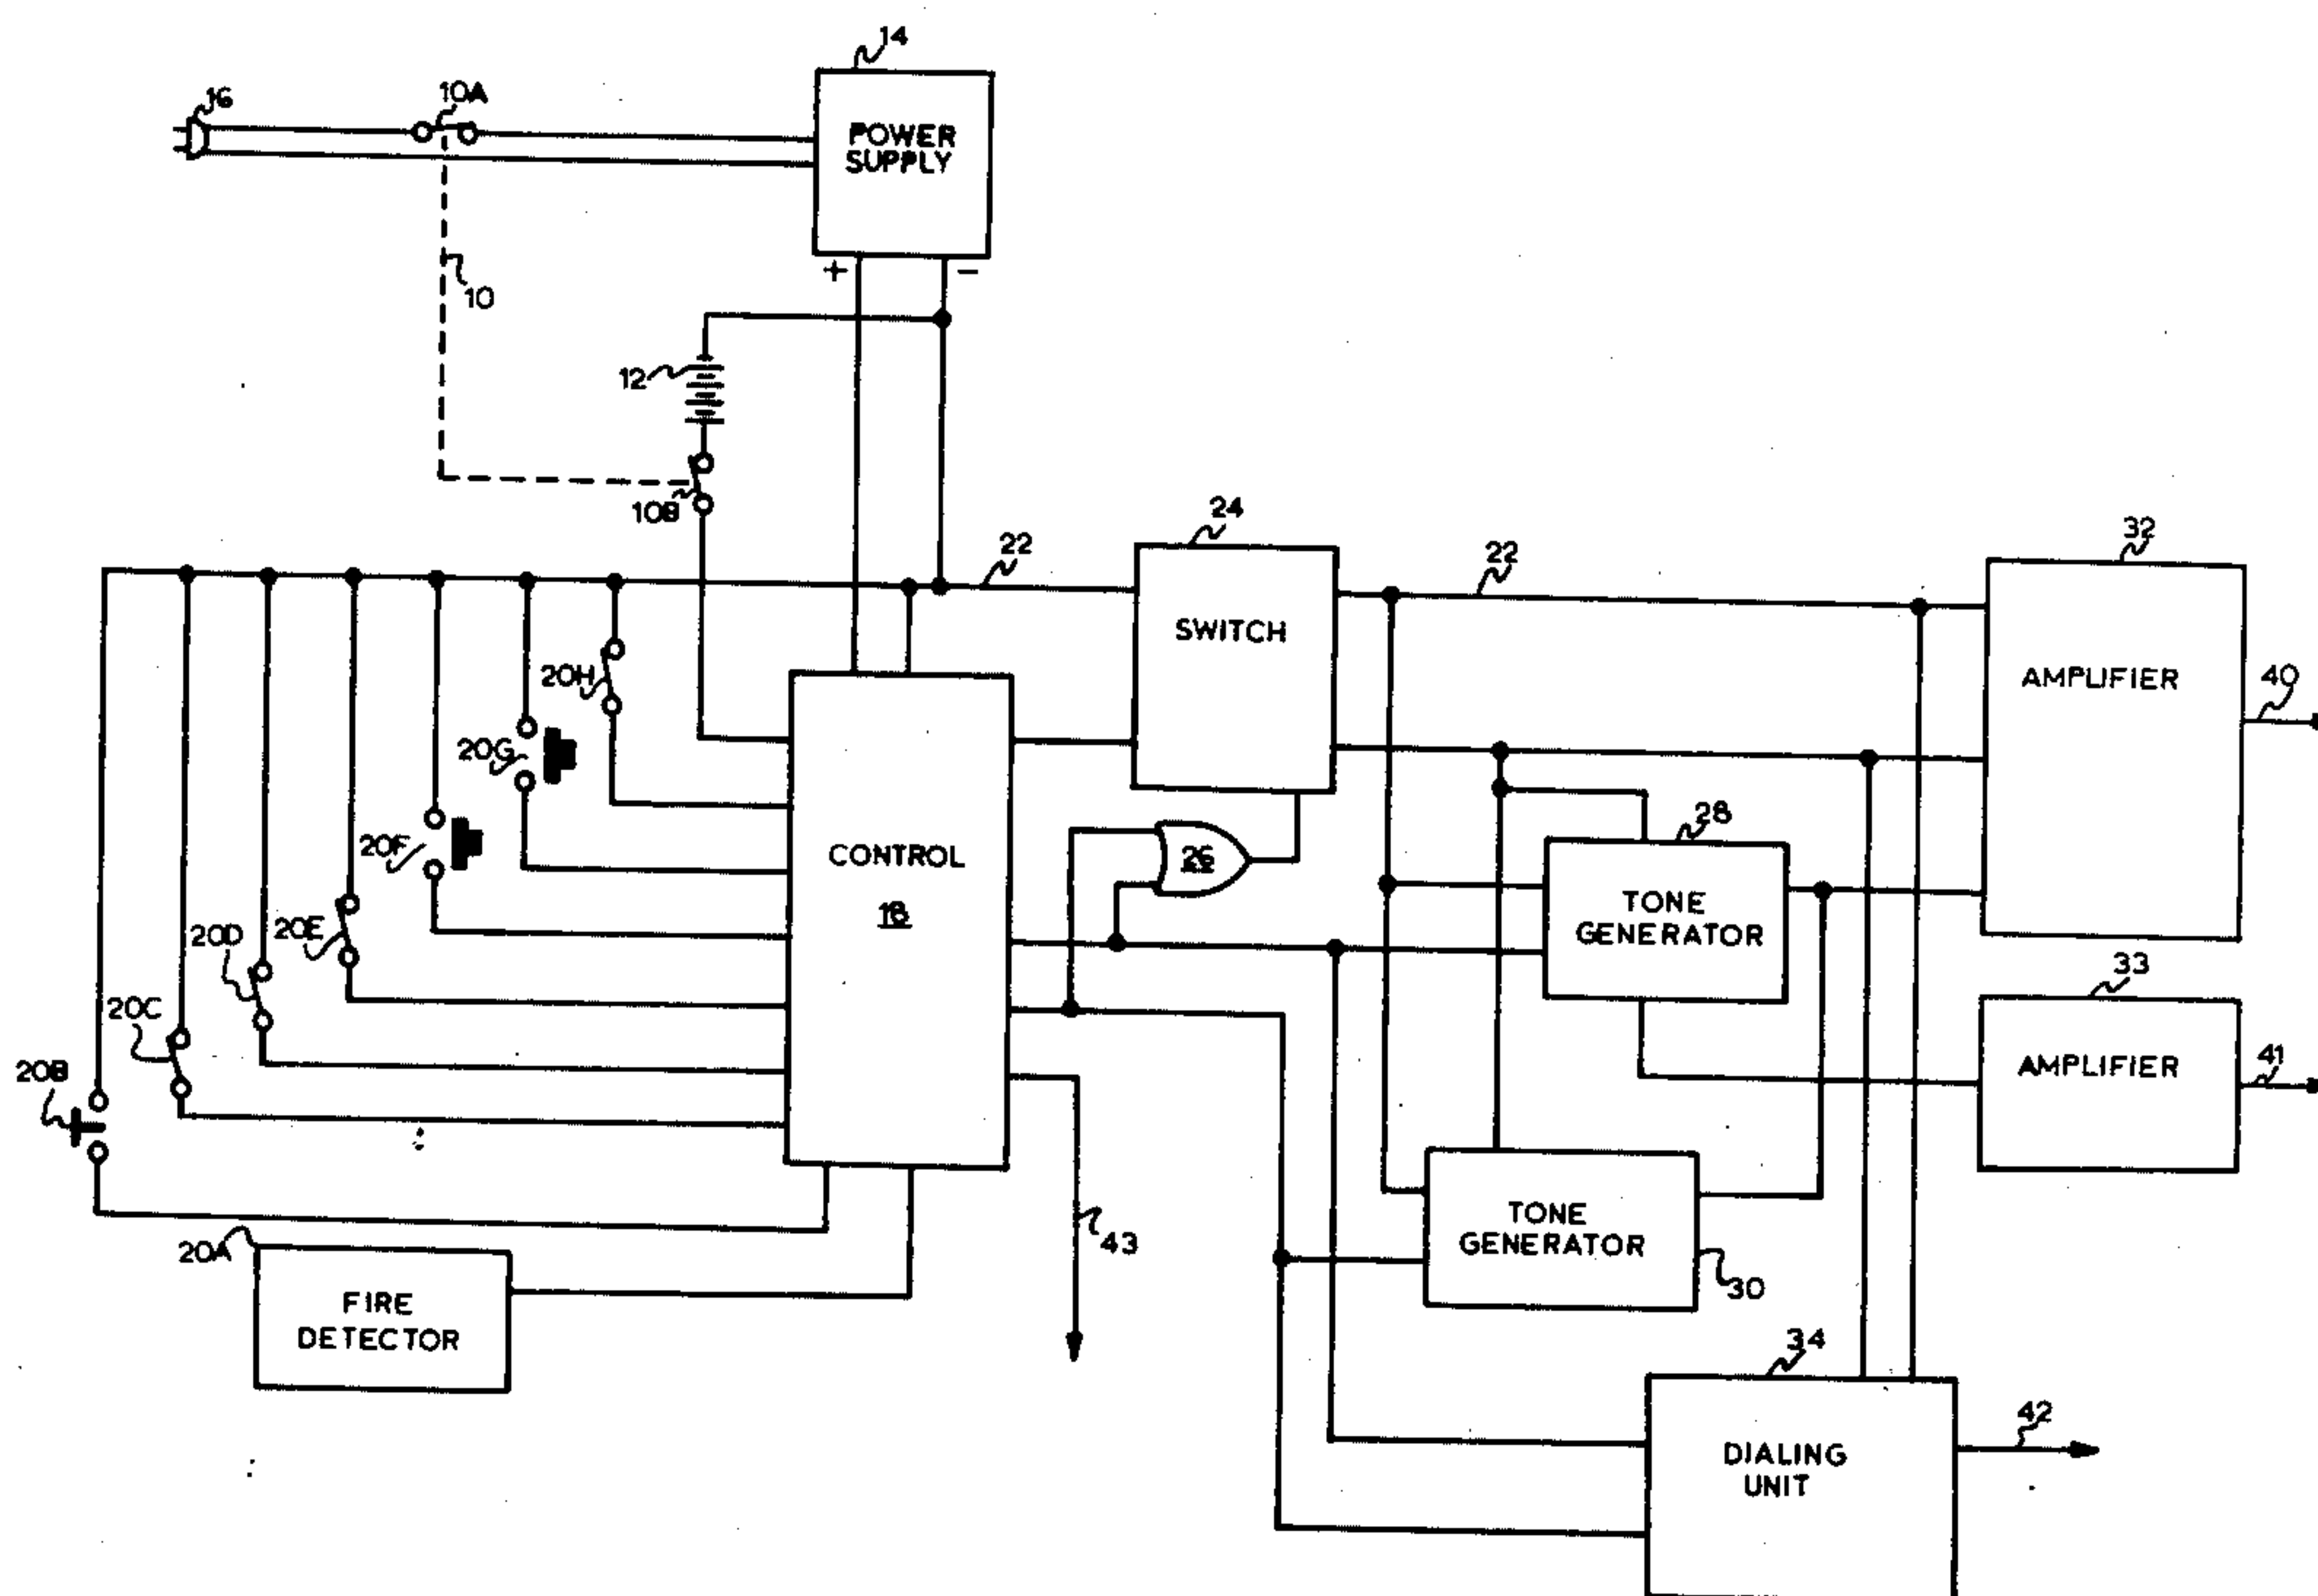 14
16
10A
POWER
SUPPLY
+
−
10
12
10B
22
24
22
32
SWITCH
20H
AMPLIFIER
40
20G
20F
CONTROL
18
26
28
TONE
GENERATOR
20E
20D
33
20C
AMPLIFIER
41
20B
TONE
GENERATOR
30
43
20A
FIRE
DETECTOR
34
42
DIALING
UNIT